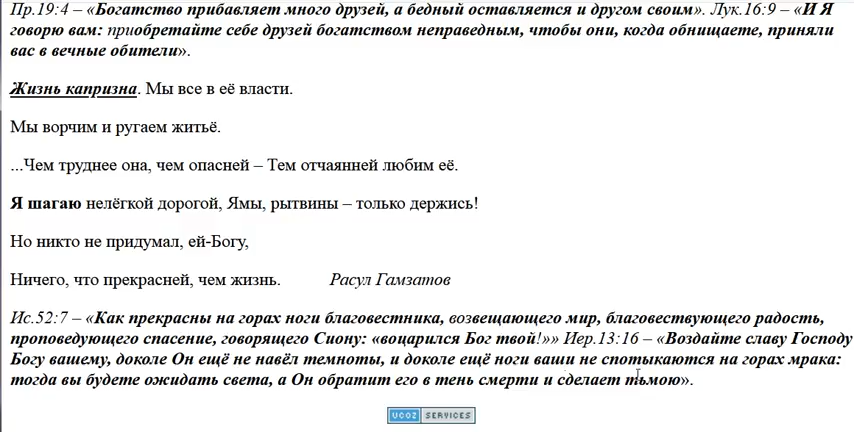 Пр.19:4 – «Богатство прибавляет много друзей, а бедный оставляется и другом своим». Лук.16:9 – «И Я
говорю вам: приобретайте себе друзей богатством неправедным, чтобы они, когда обнищаете, приняли
вас в вечные обители».
Жизнь капризна. Мы все в её власти.
Мы ворчим и ругаем житьё.
...Чем труднее она, чем опасней – Тем отчаянней любим её.
Я шагаю нелёгкой дорогой, Ямы, рытвины – только держись!
Но никто не придумал, ей-Богу,
Ничего, что прекрасней, чем жизнь. Расул Гамзатов
Ис.52:7 – «Как прекрасны на горах ноги благовестника, возвещающего мир, благовествующего радость,
проповедующего спасение, говорящего Сиону: «воцарился Бог твой!»» Иер.13:16 – «Воздайте славу Господу
Богу вашему, доколе Он ещё не навёл темноты, и доколе ещё ноги ваши не спотыкаются на горах мрака:
тогда вы будете ожидать света, а Он обратит его в тень смерти и сделает тьмою».
UCOZ SERVICES